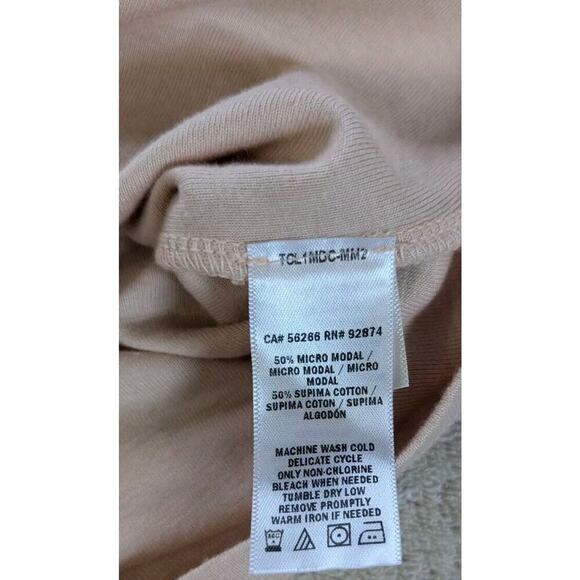 TCL1MDC-MM2
CA# 56266 RN# 92874
50% MICRO MODAL /
MICRO MODAL / MICRO
MODAL
50% SUPIMA COTTON /
SUPIMA COTON / SUPIMA
ALGODÓN
MACHINE WASH COLD
DELICATE CYCLE
ONLY NON-CHLORINE
BLEACH WHEN NEEDED
TUMBLE DRY LOW
REMOVE PROMPTLY
WARM IRON IF NEEDED